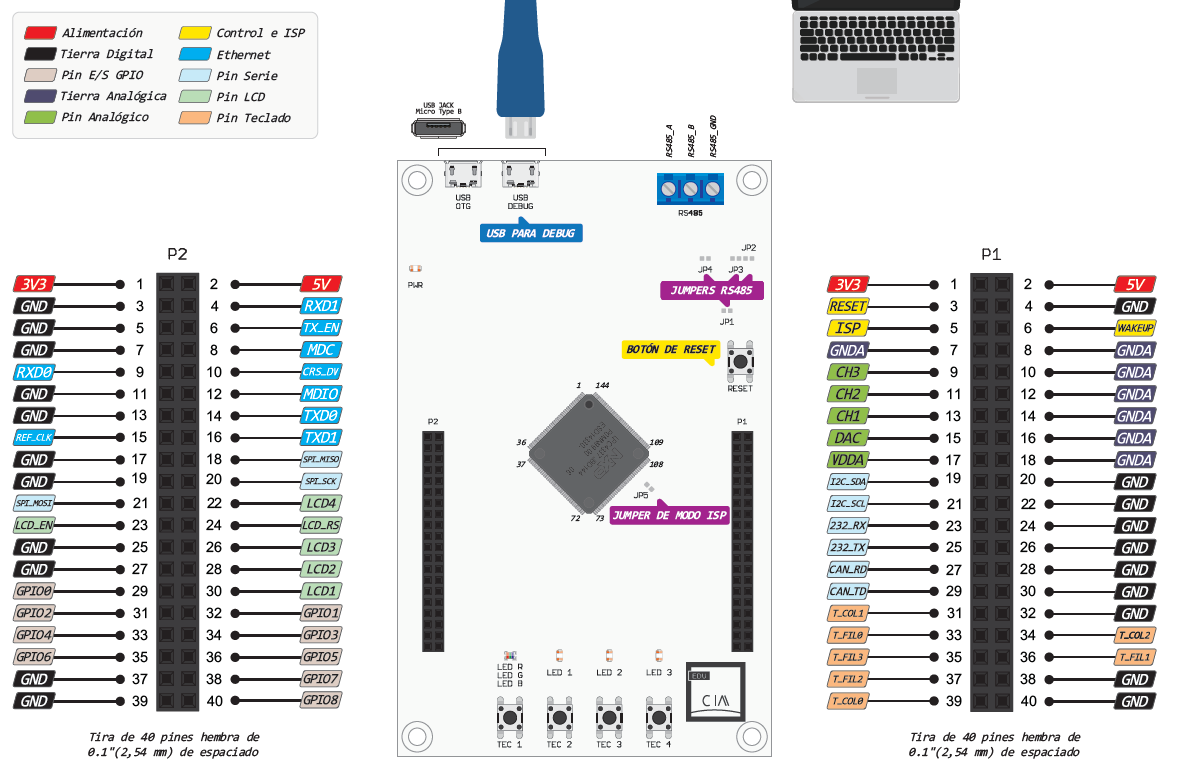 Alimentación
Control e ISP
Tierra Digital
Ethernet
Pin E/S GPIO
Pin Serie
Tierra Analógica
Pin LCD
Pin Analógico
Pin Teclado
USB JACK
Micro Type B
RS485_A
RS485_B
RS485_GND
USB
OTG
USB
DEBUG
RS485
USB PARA DEBUG
PWR
JP2
JP4
JP3
JUMPERS RS485
JP1
BOTÓN DE RESET
RESET
1
144
36
109
37
108
JP5
72
73
JUMPER DE MODO ISP
P2
P1
LED R
LED G
LED B
LED 1
LED 2
LED 3
EDU
CIAA
TEC 1
TEC 2
TEC 3
TEC 4
P2
3V3 1 2 5V
GND 3 4 RXD1
GND 5 6 TX_EN
GND 7 8 MDC
RXD0 9 10 CRS_DV
GND 11 12 MDIO
GND 13 14 TXD0
REF_CLK 15 16 TXD1
GND 17 18 SPI_MISO
GND 19 20 SPI_SCK
SPI_MOSI 21 22 LCD4
LCD_EN 23 24 LCD_RS
GND 25 26 LCD3
GND 27 28 LCD2
GPIO0 29 30 LCD1
GPIO2 31 32 GPIO1
GPIO4 33 34 GPIO3
GPIO6 35 36 GPIO5
GND 37 38 GPIO7
GND 39 40 GPIO8
Tira de 40 pines hembra de
0.1"(2,54 mm) de espaciado
P1
3V3 1 2 5V
RESET 3 4 GND
ISP 5 6 WAKEUP
GNDA 7 8 GNDA
CH3 9 10 GNDA
CH2 11 12 GNDA
CH1 13 14 GNDA
DAC 15 16 GNDA
VDDA 17 18 GNDA
I2C_SDA 19 20 GND
I2C_SCL 21 22 GND
232_RX 23 24 GND
232_TX 25 26 GND
CAN_RD 27 28 GND
CAN_TD 29 30 GND
T_COL1 31 32 GND
T_FIL0 33 34 T_COL2
T_FIL3 35 36 T_FIL1
T_FIL2 37 38 GND
T_COL0 39 40 GND
Tira de 40 pines hembra de
0.1"(2,54 mm) de espaciado